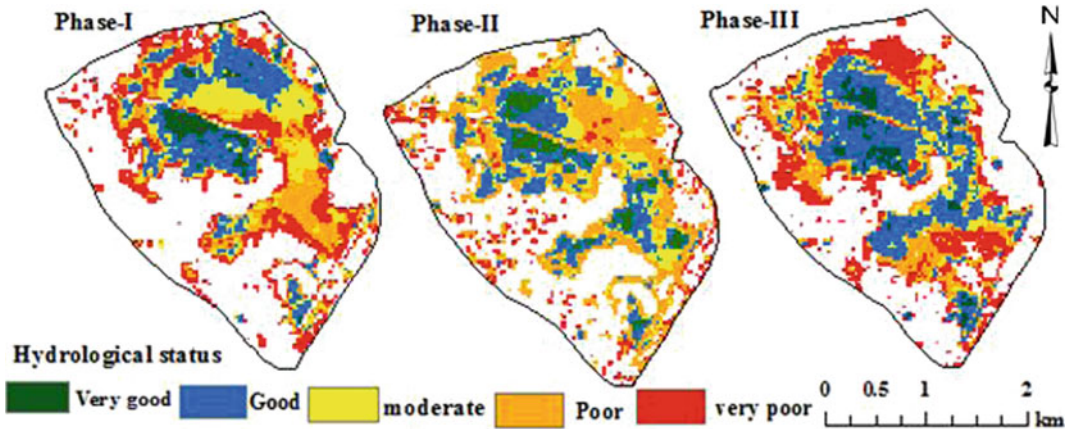 Phase-I
Phase-II
Phase-III
N
Hydrological status
Very good
Good
moderate
Poor
very poor
0 0.5 1 2
km